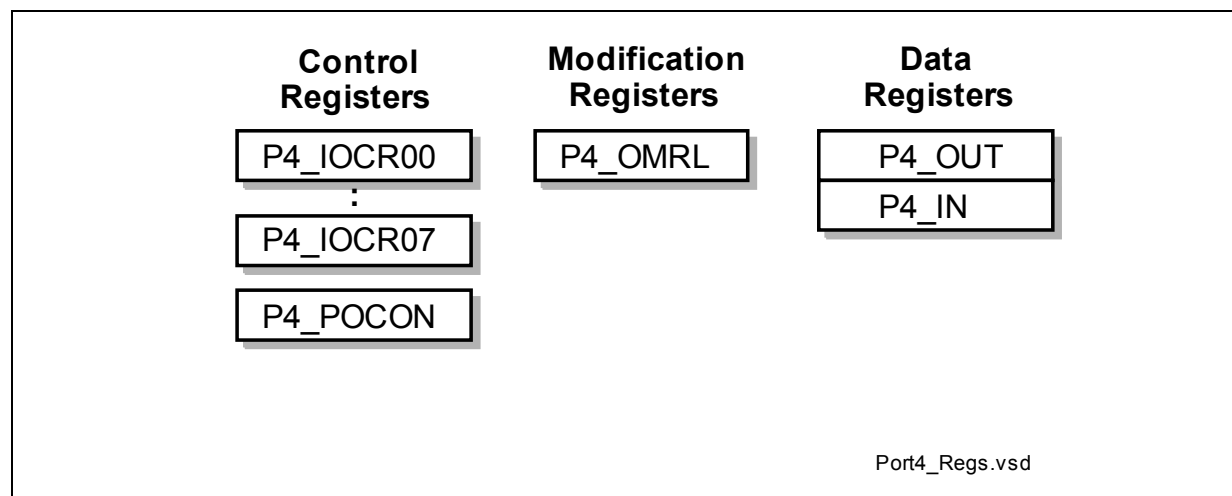 Control
Registers
P4_IOCR00
:
P4_IOCR07
P4_POCON
Modification
Registers
P4_OMRL
Data
Registers
P4_OUT
P4_IN
Port4_Regs.vsd